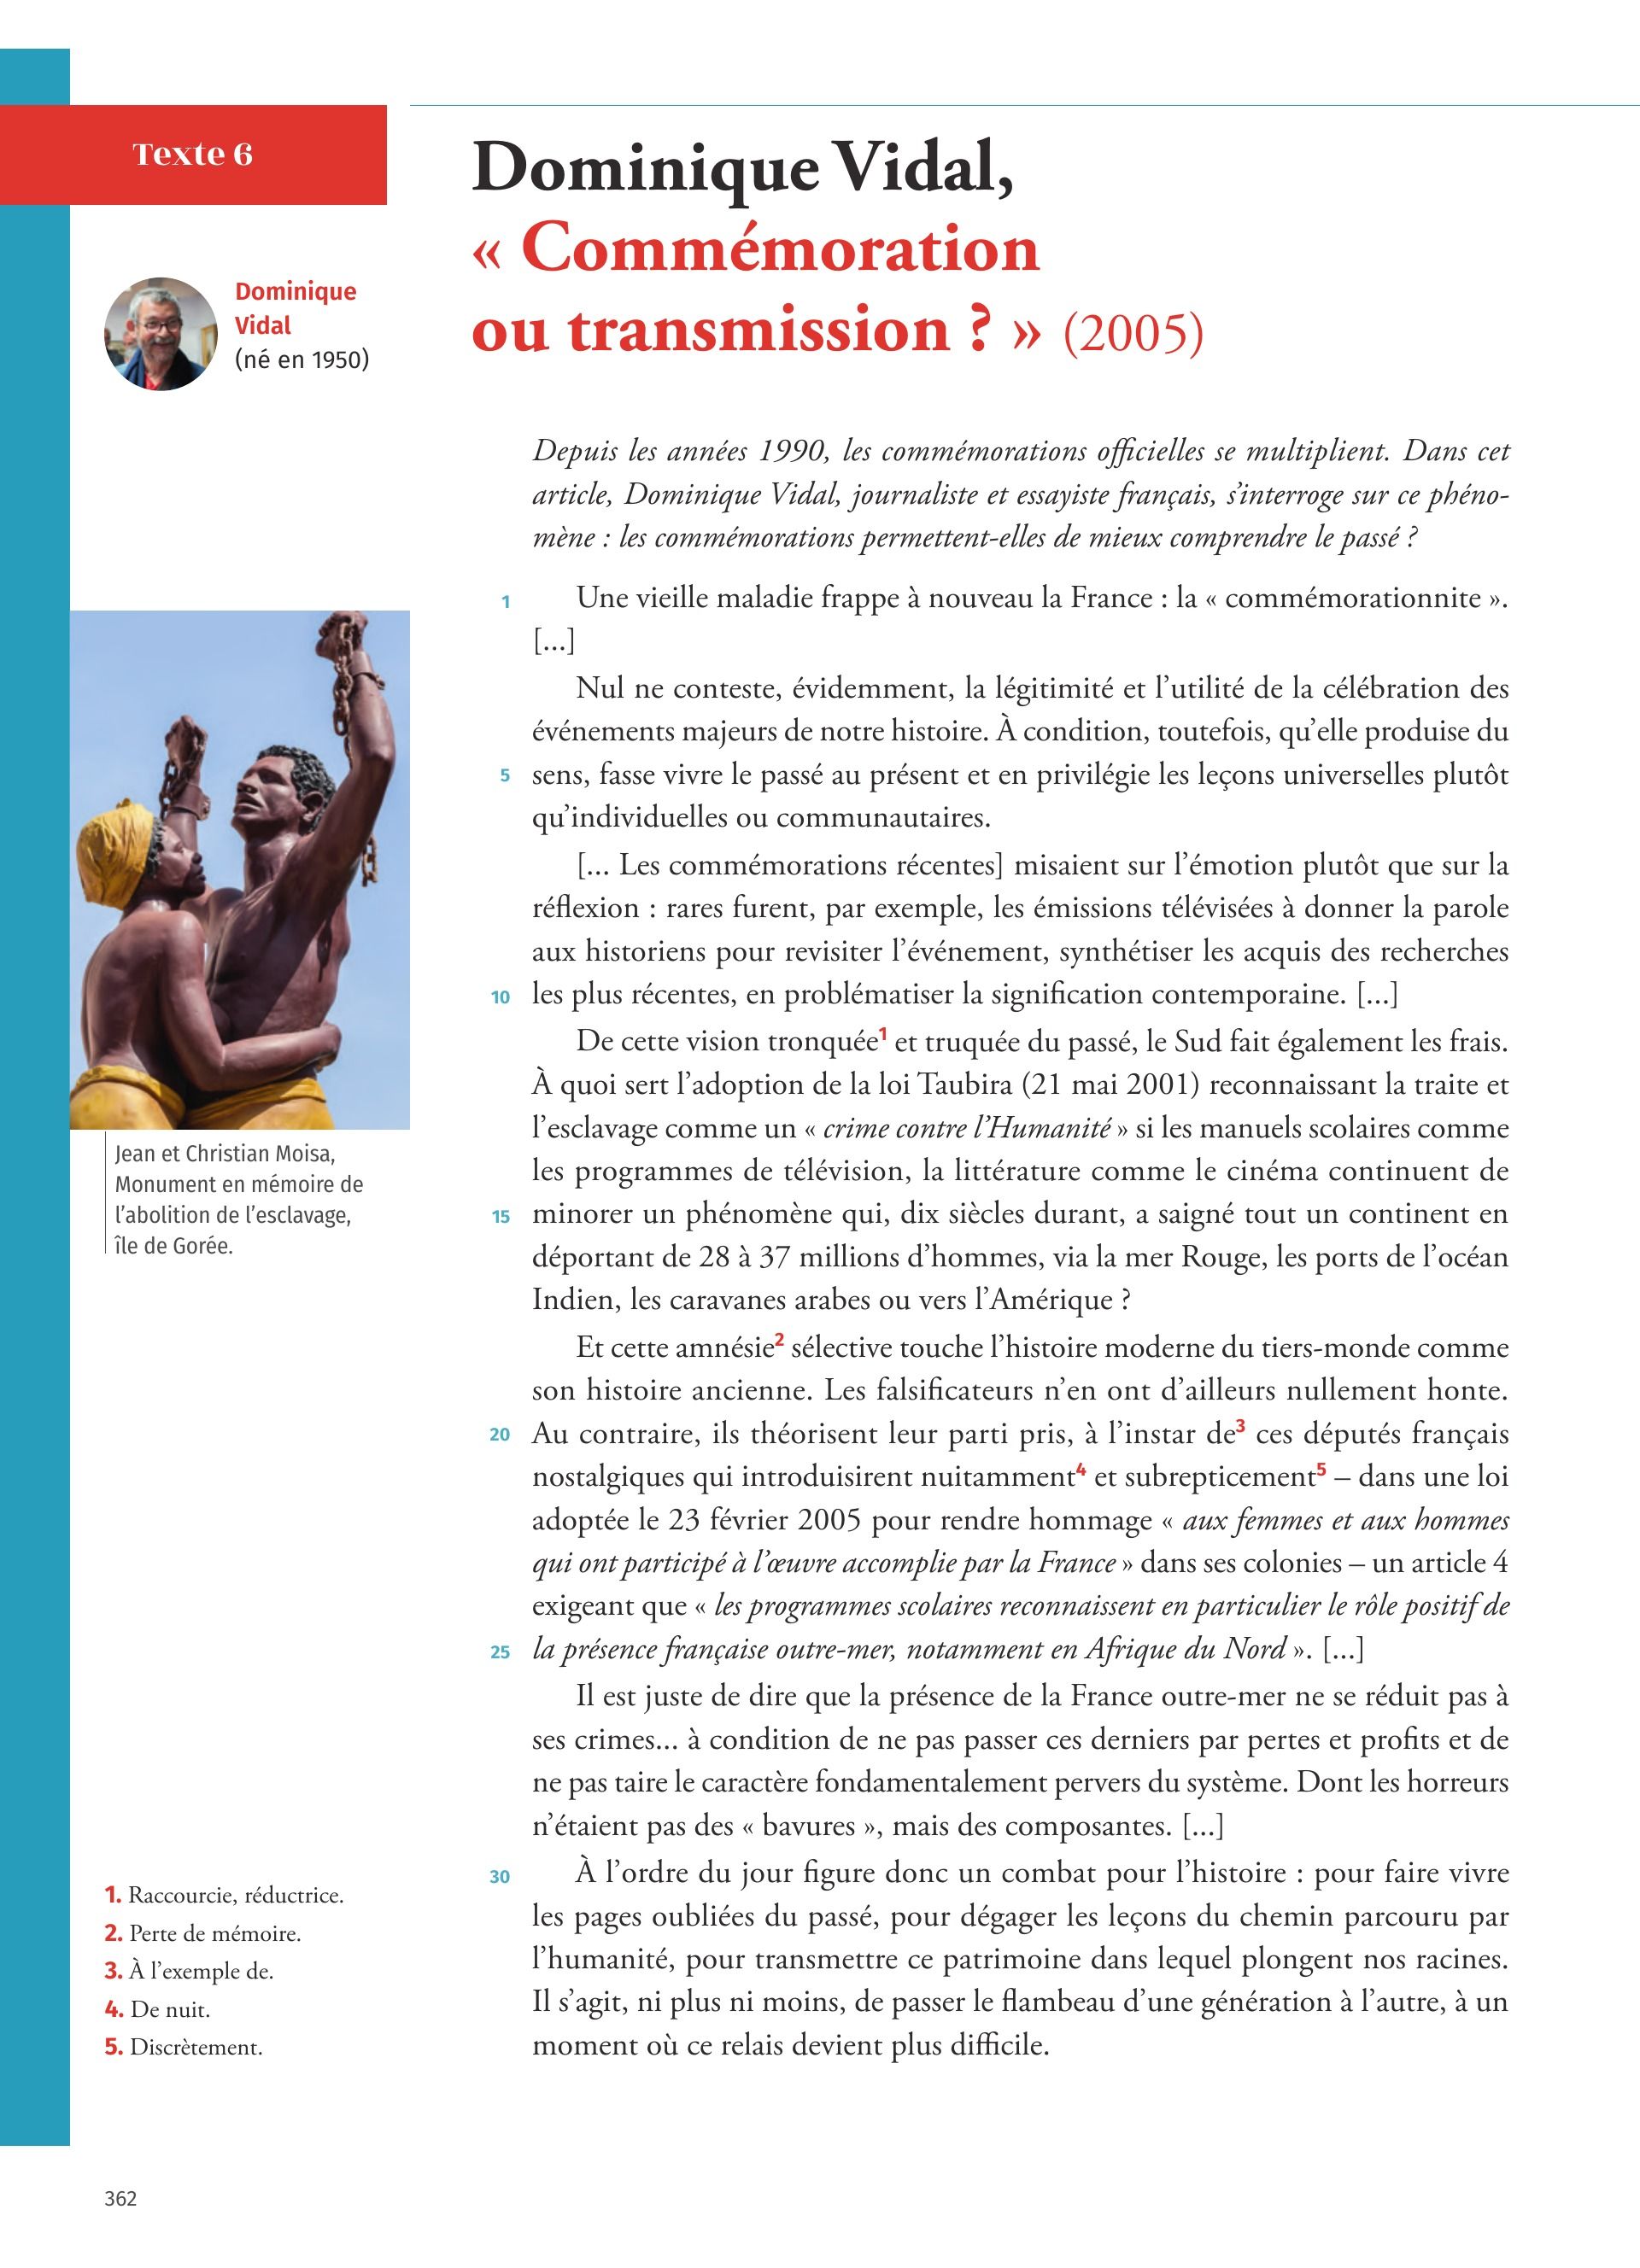 Texte 6
Dominique Vidal,
« Commémoration
ou transmission ? » (2005)
Dominique
Vidal
(né en 1950)
Depuis les années 1990, les commémorations officielles se multiplient. Dans cet
article, Dominique Vidal, journaliste et essayiste français, s’interroge sur ce phéno-
mène : les commémorations permettent-elles de mieux comprendre le passé ?
1 Une vieille maladie frappe à nouveau la France : la « commémorationnite ».
[...]
Nul ne conteste, évidemment, la légitimité et l’utilité de la célébration des
événements majeurs de notre histoire. À condition, toutefois, qu’elle produise du
5 sens, fasse vivre le passé au présent et en privilégie les leçons universelles plutôt
qu’individuelles ou communautaires.
[... Les commémorations récentes] misaient sur l’émotion plutôt que sur la
réflexion : rares furent, par exemple, les émissions télévisées à donner la parole
aux historiens pour revisiter l’événement, synthétiser les acquis des recherches
10 les plus récentes, en problématiser la signification contemporaine. [...]
De cette vision tronquée1 et truquée du passé, le Sud fait également les frais.
À quoi sert l’adoption de la loi Taubira (21 mai 2001) reconnaissant la traite et
l’esclavage comme un « crime contre l’Humanité » si les manuels scolaires comme
les programmes de télévision, la littérature comme le cinéma continuent de
15 minorer un phénomène qui, dix siècles durant, a saigné tout un continent en
déportant de 28 à 37 millions d’hommes, via la mer Rouge, les ports de l’océan
Indien, les caravanes arabes ou vers l’Amérique ?
Et cette amnésie2 sélective touche l’histoire moderne du tiers-monde comme
son histoire ancienne. Les falsificateurs n’en ont d’ailleurs nullement honte.
20 Au contraire, ils théorisent leur parti pris, à l’instar de3 ces députés français
nostalgiques qui introduisirent nuitamment4 et subrepticement5 – dans une loi
adoptée le 23 février 2005 pour rendre hommage « aux femmes et aux hommes
qui ont participé à l’œuvre accomplie par la France » dans ses colonies – un article 4
exigeant que « les programmes scolaires reconnaissent en particulier le rôle positif de
25 la présence française outre-mer, notamment en Afrique du Nord ». [...]
Il est juste de dire que la présence de la France outre-mer ne se réduit pas à
ses crimes... à condition de ne pas passer ces derniers par pertes et profits et de
ne pas taire le caractère fondamentalement pervers du système. Dont les horreurs
n’étaient pas des « bavures », mais des composantes. [...]
30 À l’ordre du jour figure donc un combat pour l’histoire : pour faire vivre
les pages oubliées du passé, pour dégager les leçons du chemin parcouru par
l’humanité, pour transmettre ce patrimoine dans lequel plongent nos racines.
Il s’agit, ni plus ni moins, de passer le flambeau d’une génération à l’autre, à un
moment où ce relais devient plus difficile.
Jean et Christian Moisa,
Monument en mémoire de
l’abolition de l’esclavage,
île de Gorée.
1. Raccourcie, réductrice.
2. Perte de mémoire.
3. À l’exemple de.
4. De nuit.
5. Discrètement.
362